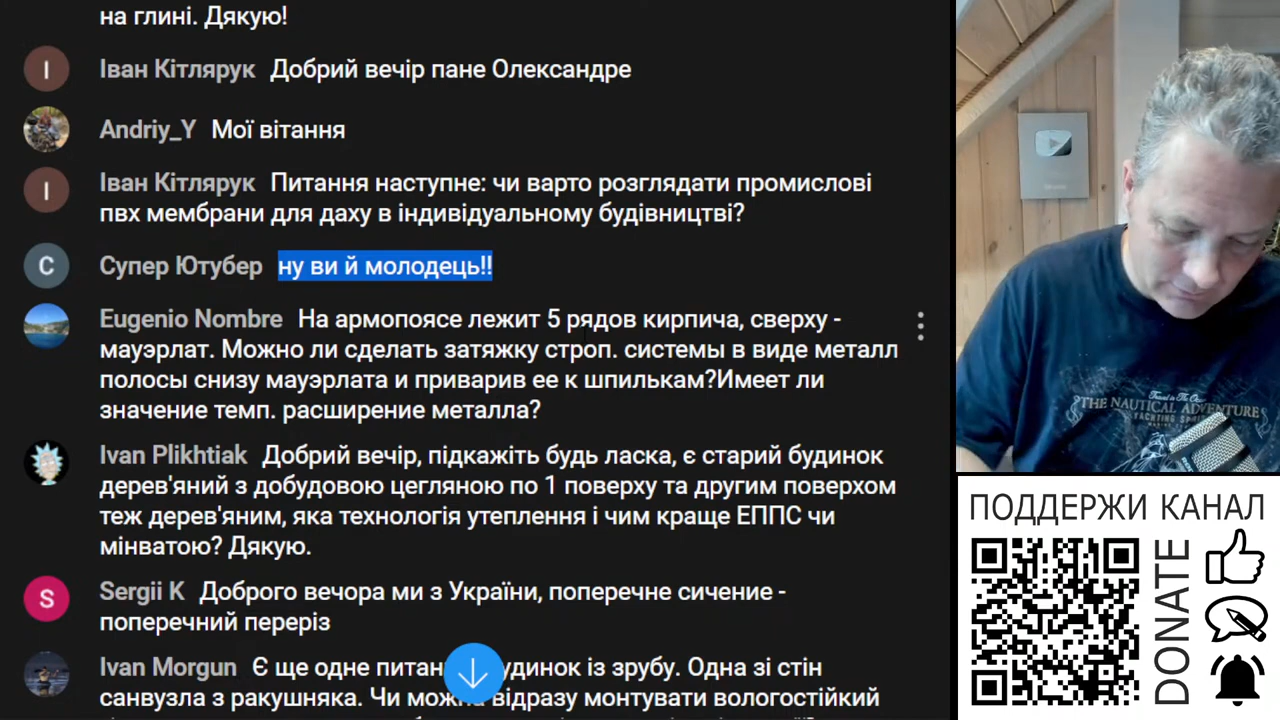 на глині. Дякую!
І Іван Кітлярук Добрий вечір пане Олександре
Andriy_Y Мої вітання
І Іван Кітлярук Питання наступне: чи варто розглядати промислові
пвх мембрани для даху в індивідуальному будівництві?
С Супер Ютубер ну ви й молодець!!
Eugenio Nombre На армопоясе лежит 5 рядов кирпича, сверху -
мауэрлат. Можно ли сделать затяжку строп. системы в виде металл
полосы снизу мауэрлата и приварив ее к шпилькам?Имеет ли
значение темп. расширение металла?
Ivan Plikhtiak Добрий вечір, підкажіть будь ласка, є старий будинок
дерев'яний з добудовою цегляною по 1 поверху та другим поверхом
теж дерев'яним, яка технологія утеплення і чим краще ЕППС чи
мінватою? Дякую.
S Sergii K Доброго вечора ми з України, поперечне сичение -
поперечний переріз
Ivan Morgun Є ще одне питан удинок із зрубу. Одна зі стін
санвузла з ракушняка. Чи можна відразу монтувати вологостійкий
THE NAUTICAL ADVENTURE
ПОДДЕРЖИ КАНАЛ
DONATE